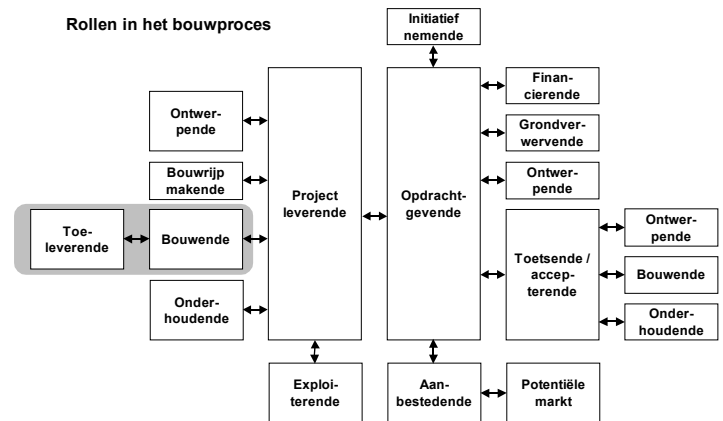 Rollen in het bouwproces
Initiatief
nemende
Finan-
cierende
Ontwer-
pende
Grondver-
wervende
Bouwrijp
makende
Project
leverende
Opdracht-
gevende
Ontwer-
pende
Toe-
leverende
Bouwende
Toetsende /
accep-
terende
Ontwer-
pende
Bouwende
Onder-
houdende
Onder-
houdende
Exploi-
terende
Aan-
bestedende
Potentiële
markt